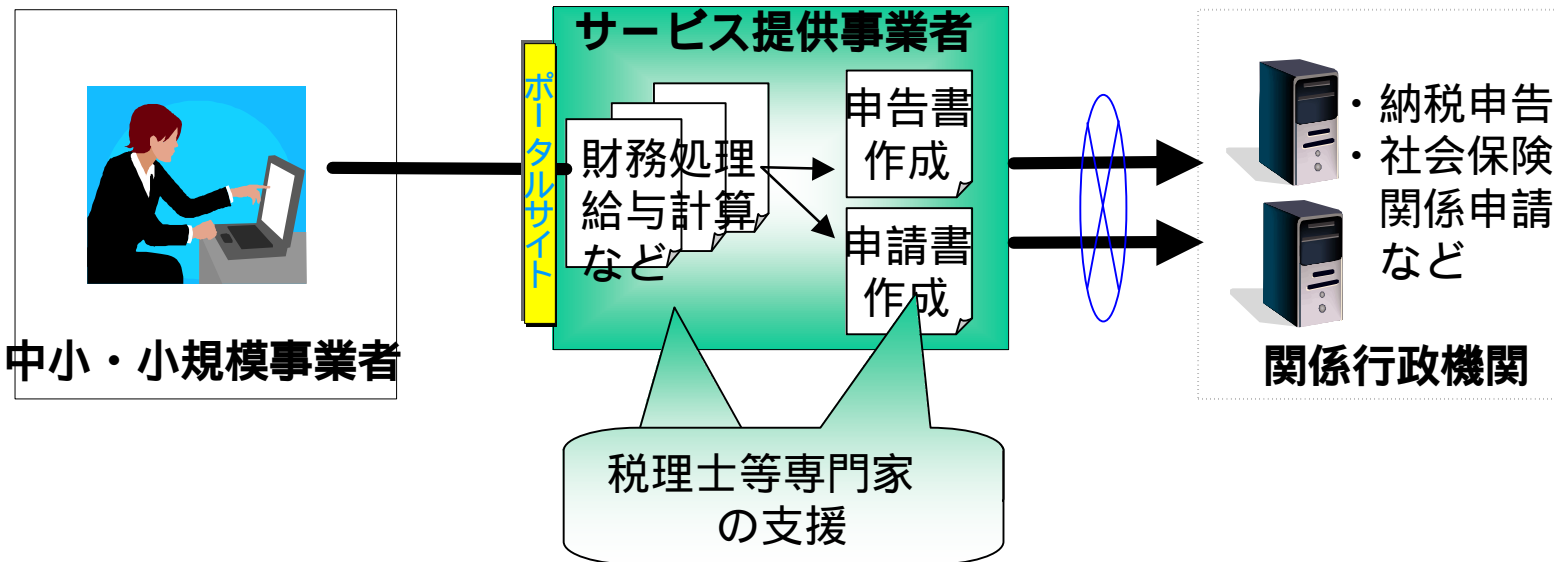 中小・小規模事業者
サービス提供事業者
ポータルサイト
財務処理
給与計算
など
申告書
作成
申請書
作成
税理士等専門家
の支援
・納税申告
・社会保険
関係申請
など
関係行政機関